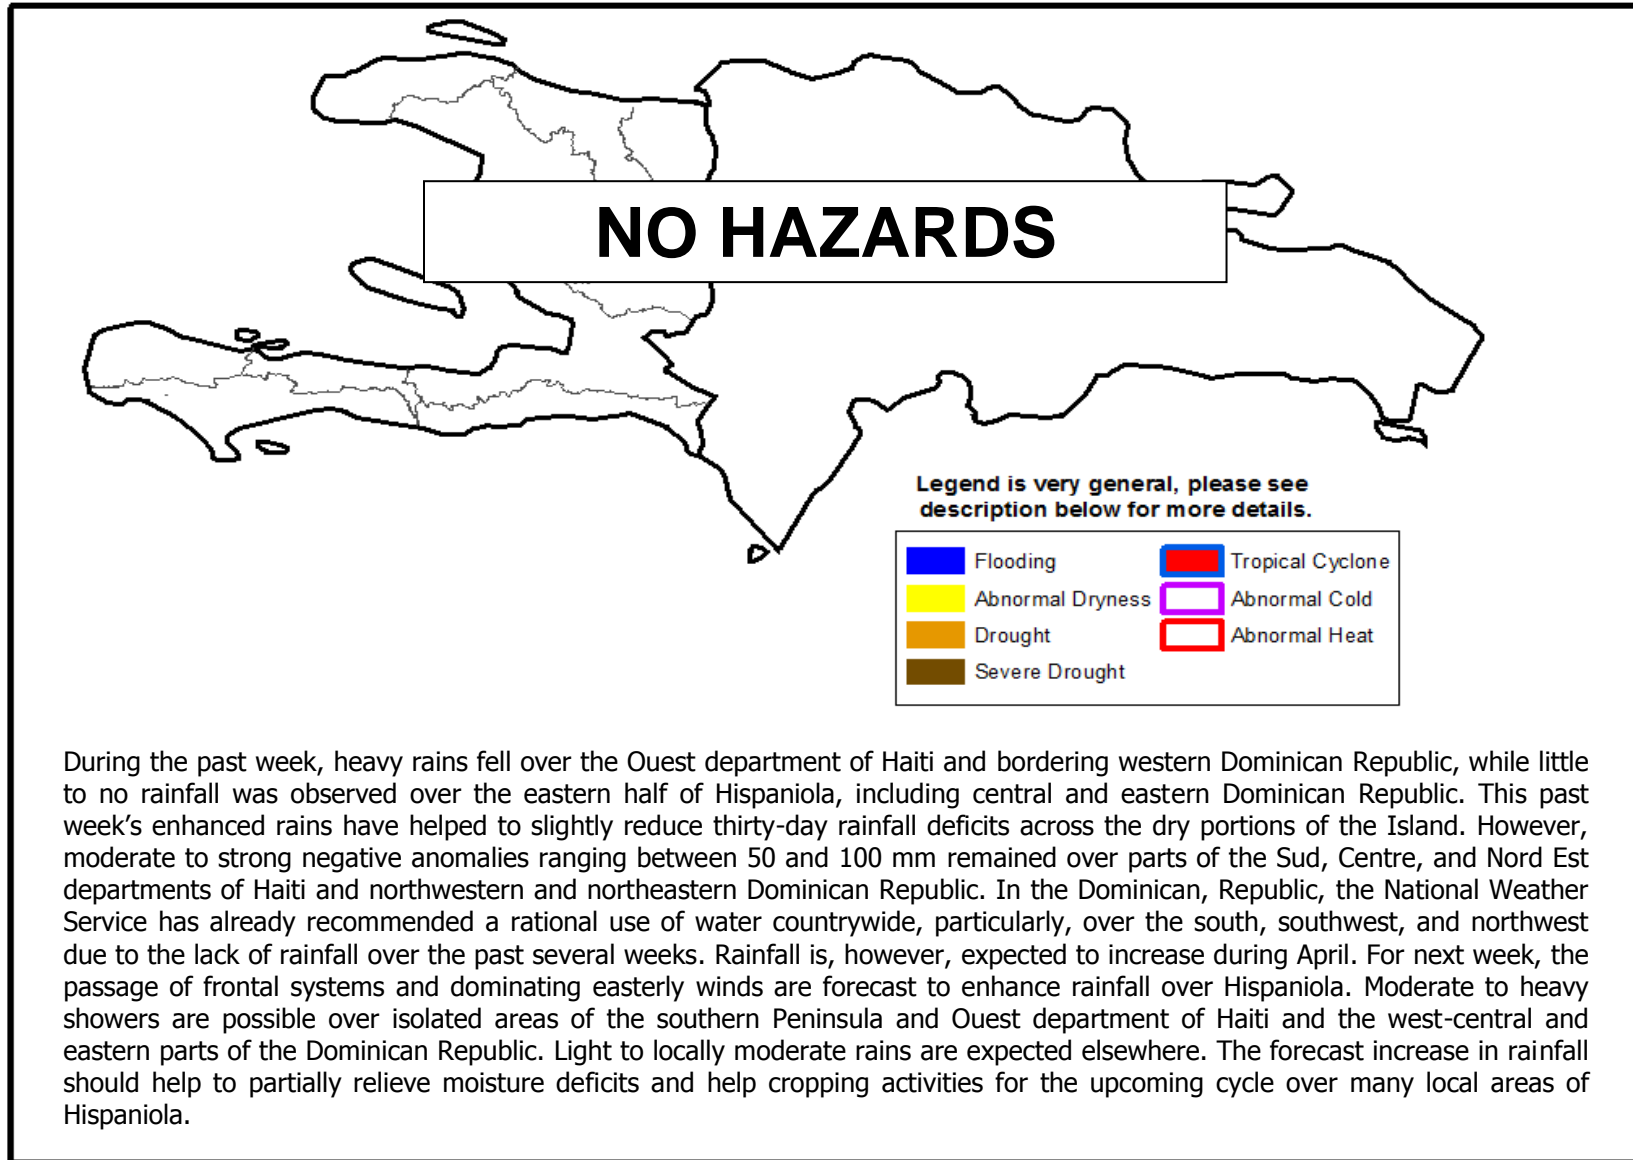 NO HAZARDS
Legend is very general, please see
description below for more details.
Flooding
Tropical Cyclone
Abnormal Dryness
Abnormal Cold
Drought
Abnormal Heat
Severe Drought
During the past week, heavy rains fell over the Ouest department of Haiti and bordering western Dominican Republic, while little
to no rainfall was observed over the eastern half of Hispaniola, including central and eastern Dominican Republic. This past
week’s enhanced rains have helped to slightly reduce thirty-day rainfall deficits across the dry portions of the Island. However,
moderate to strong negative anomalies ranging between 50 and 100 mm remained over parts of the Sud, Centre, and Nord Est
departments of Haiti and northwestern and northeastern Dominican Republic. In the Dominican, Republic, the National Weather
Service has already recommended a rational use of water countrywide, particularly, over the south, southwest, and northwest
due to the lack of rainfall over the past several weeks. Rainfall is, however, expected to increase during April. For next week, the
passage of frontal systems and dominating easterly winds are forecast to enhance rainfall over Hispaniola. Moderate to heavy
showers are possible over isolated areas of the southern Peninsula and Ouest department of Haiti and the west-central and
eastern parts of the Dominican Republic. Light to locally moderate rains are expected elsewhere. The forecast increase in rainfall
should help to partially relieve moisture deficits and help cropping activities for the upcoming cycle over many local areas of
Hispaniola.